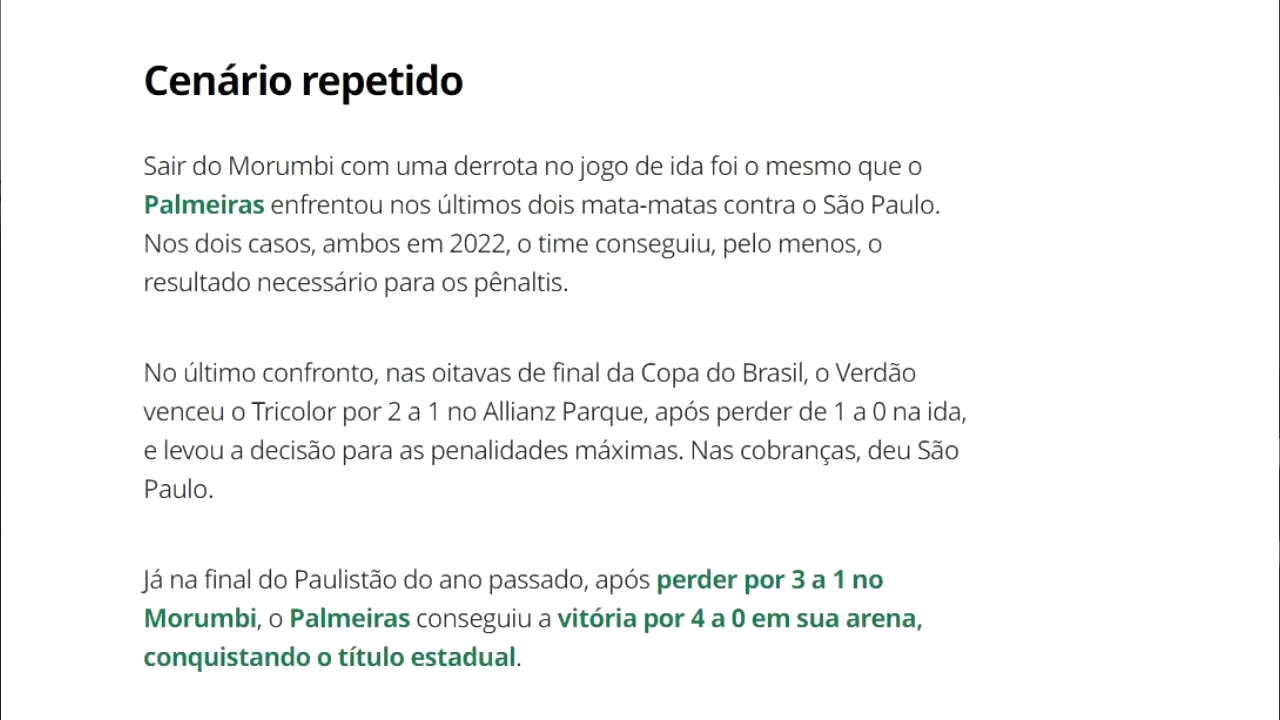 Cenário repetido
Sair do Morumbi com uma derrota no jogo de ida foi o mesmo que o
Palmeiras enfrentou nos últimos dois mata-matas contra o São Paulo.
Nos dois casos, ambos em 2022, o time conseguiu, pelo menos, o
resultado necessário para os pênaltis.
No último confronto, nas oitavas de final da Copa do Brasil, o Verdão
venceu o Tricolor por 2 a 1 no Allianz Parque, após perder de 1 a 0 na ida,
e levou a decisão para as penalidades máximas. Nas cobranças, deu São
Paulo.
Já na final do Paulistão do ano passado, após perder por 3 a 1 no
Morumbi, o Palmeiras conseguiu a vitória por 4 a 0 em sua arena,
conquistando o título estadual.